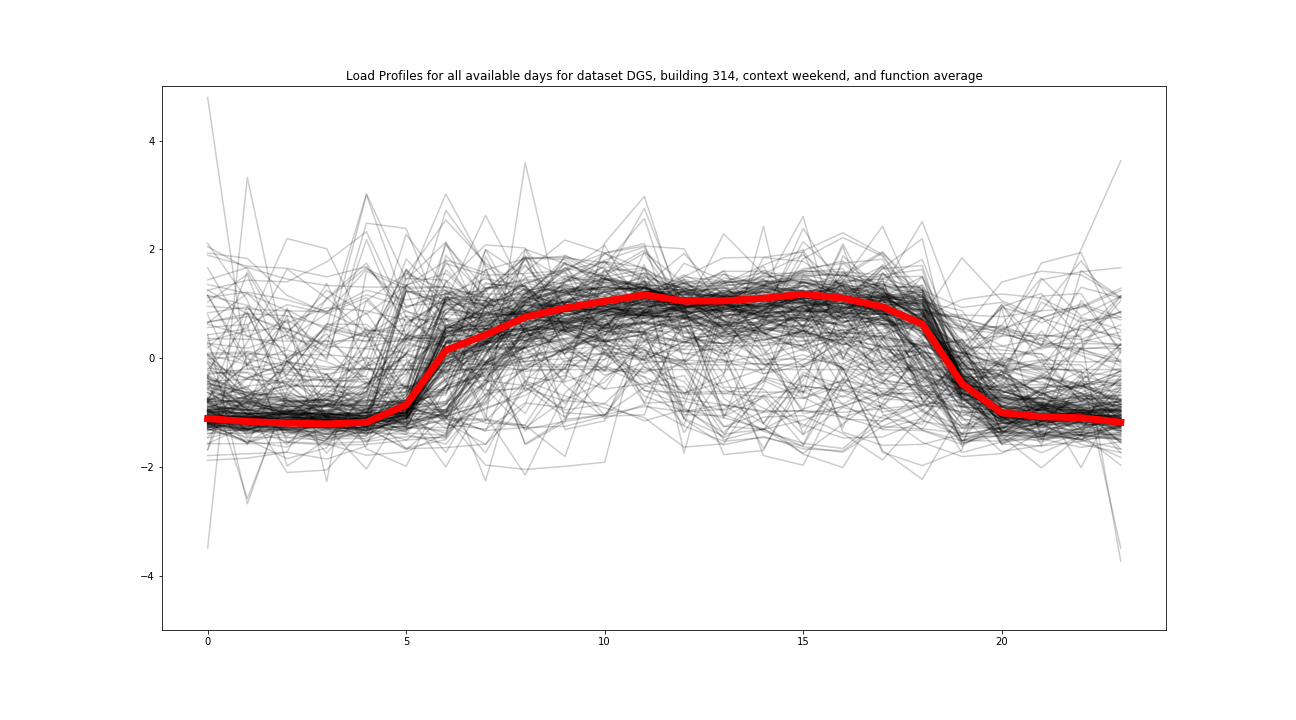 Load Profiles for all available days for dataset DGS, building 314, context weekend, and function average
4
2
0
−2
−4
0 5 10 15 20